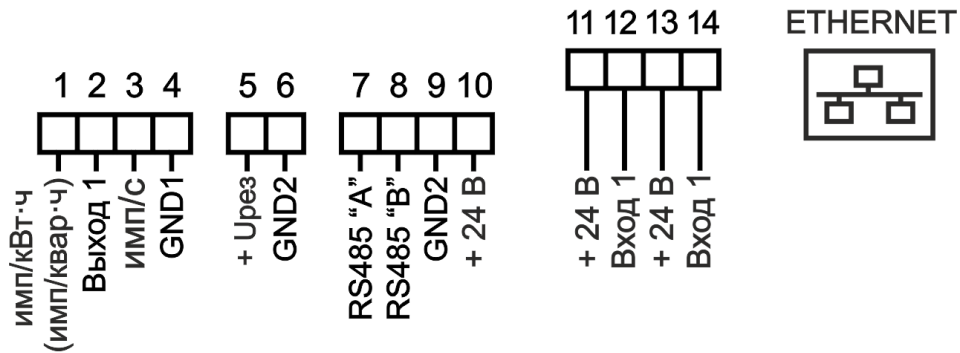 11 12 13 14
ETHERNET
1 2 3 4
5 6
7 8 9 10
имп/кВт·ч
(имп/квар·ч)
Выход 1
имп/с
GND1
+ Uрез
GND2
RS485 “A”
RS485 “B”
GND2
+ 24 В
+ 24 В
Вход 1
+ 24 В
Вход 1